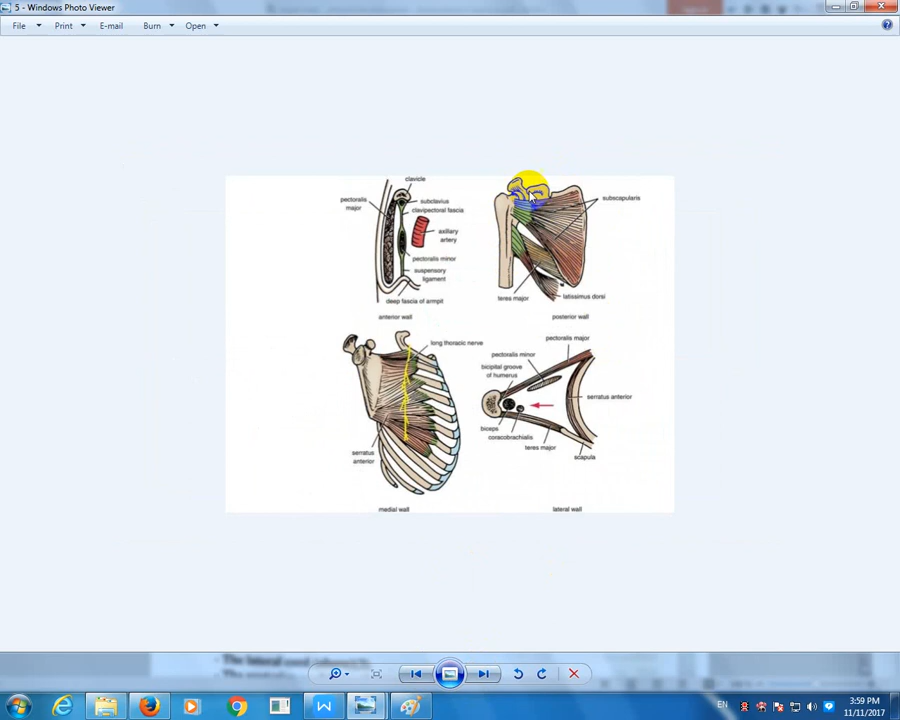 5 - Windows Photo Viewer
File Print E-mail Burn Open
clavicle
pectoralis
major
subclavius
clavipectoral fascia
axillary
artery
pectoralis minor
suspensory
ligament
deep fascia of armpit
anterior wall
subscapularis
teres major
latissimus dorsi
posterior wall
long thoracic nerve
serratus
anterior
medial wall
pectoralis major
pectoralis minor
bicipital groove
of humerus
serratus anterior
biceps
coracobrachialis
teres major
scapula
lateral wall
EN
3:59 PM
11/11/2017